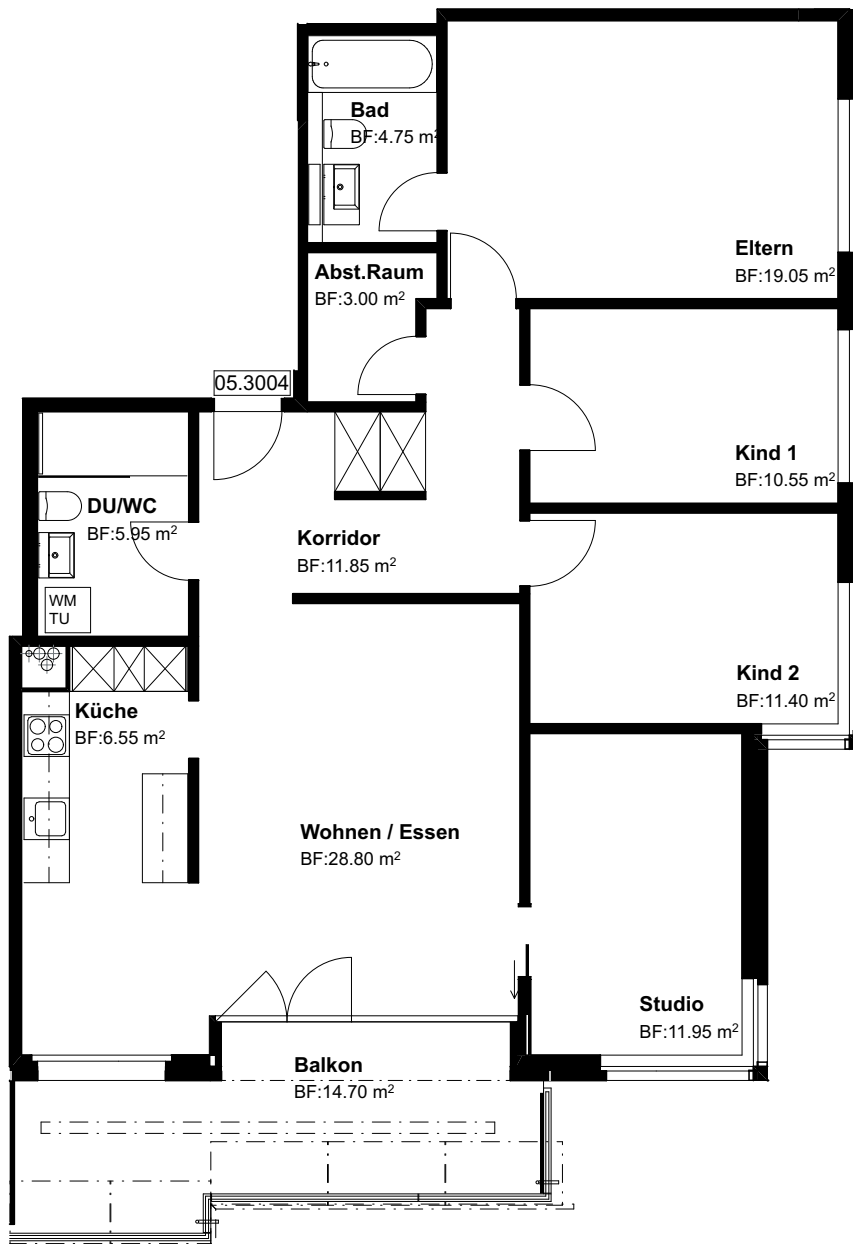 Bad
BF:4.75 m²
Eltern
BF:19.05 m²
Abst.Raum
BF:3.00 m²
05.3004
Kind 1
BF:10.55 m²
DU/WC
BF:5.95 m²
Korridor
BF:11.85 m²
WM
TU
Kind 2
BF:11.40 m²
Küche
BF:6.55 m²
Wohnen / Essen
BF:28.80 m²
Studio
BF:11.95 m²
Balkon
BF:14.70 m²